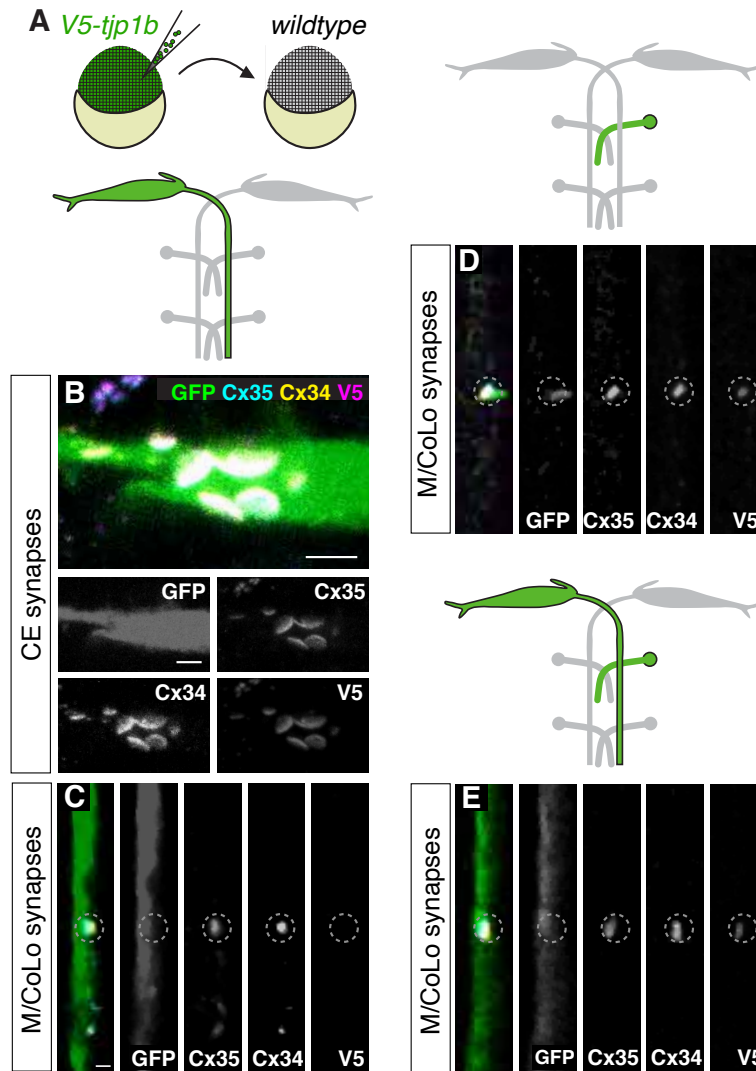 A
V5-tjp1b
wildtype
CE synapses
B
GFP Cx35 Cx34 V5
GFP
Cx35
Cx34
V5
M/CoLo synapses
C
GFP
Cx35
Cx34
V5
M/CoLo synapses
D
GFP
Cx35
Cx34
V5
M/CoLo synapses
E
GFP
Cx35
Cx34
V5